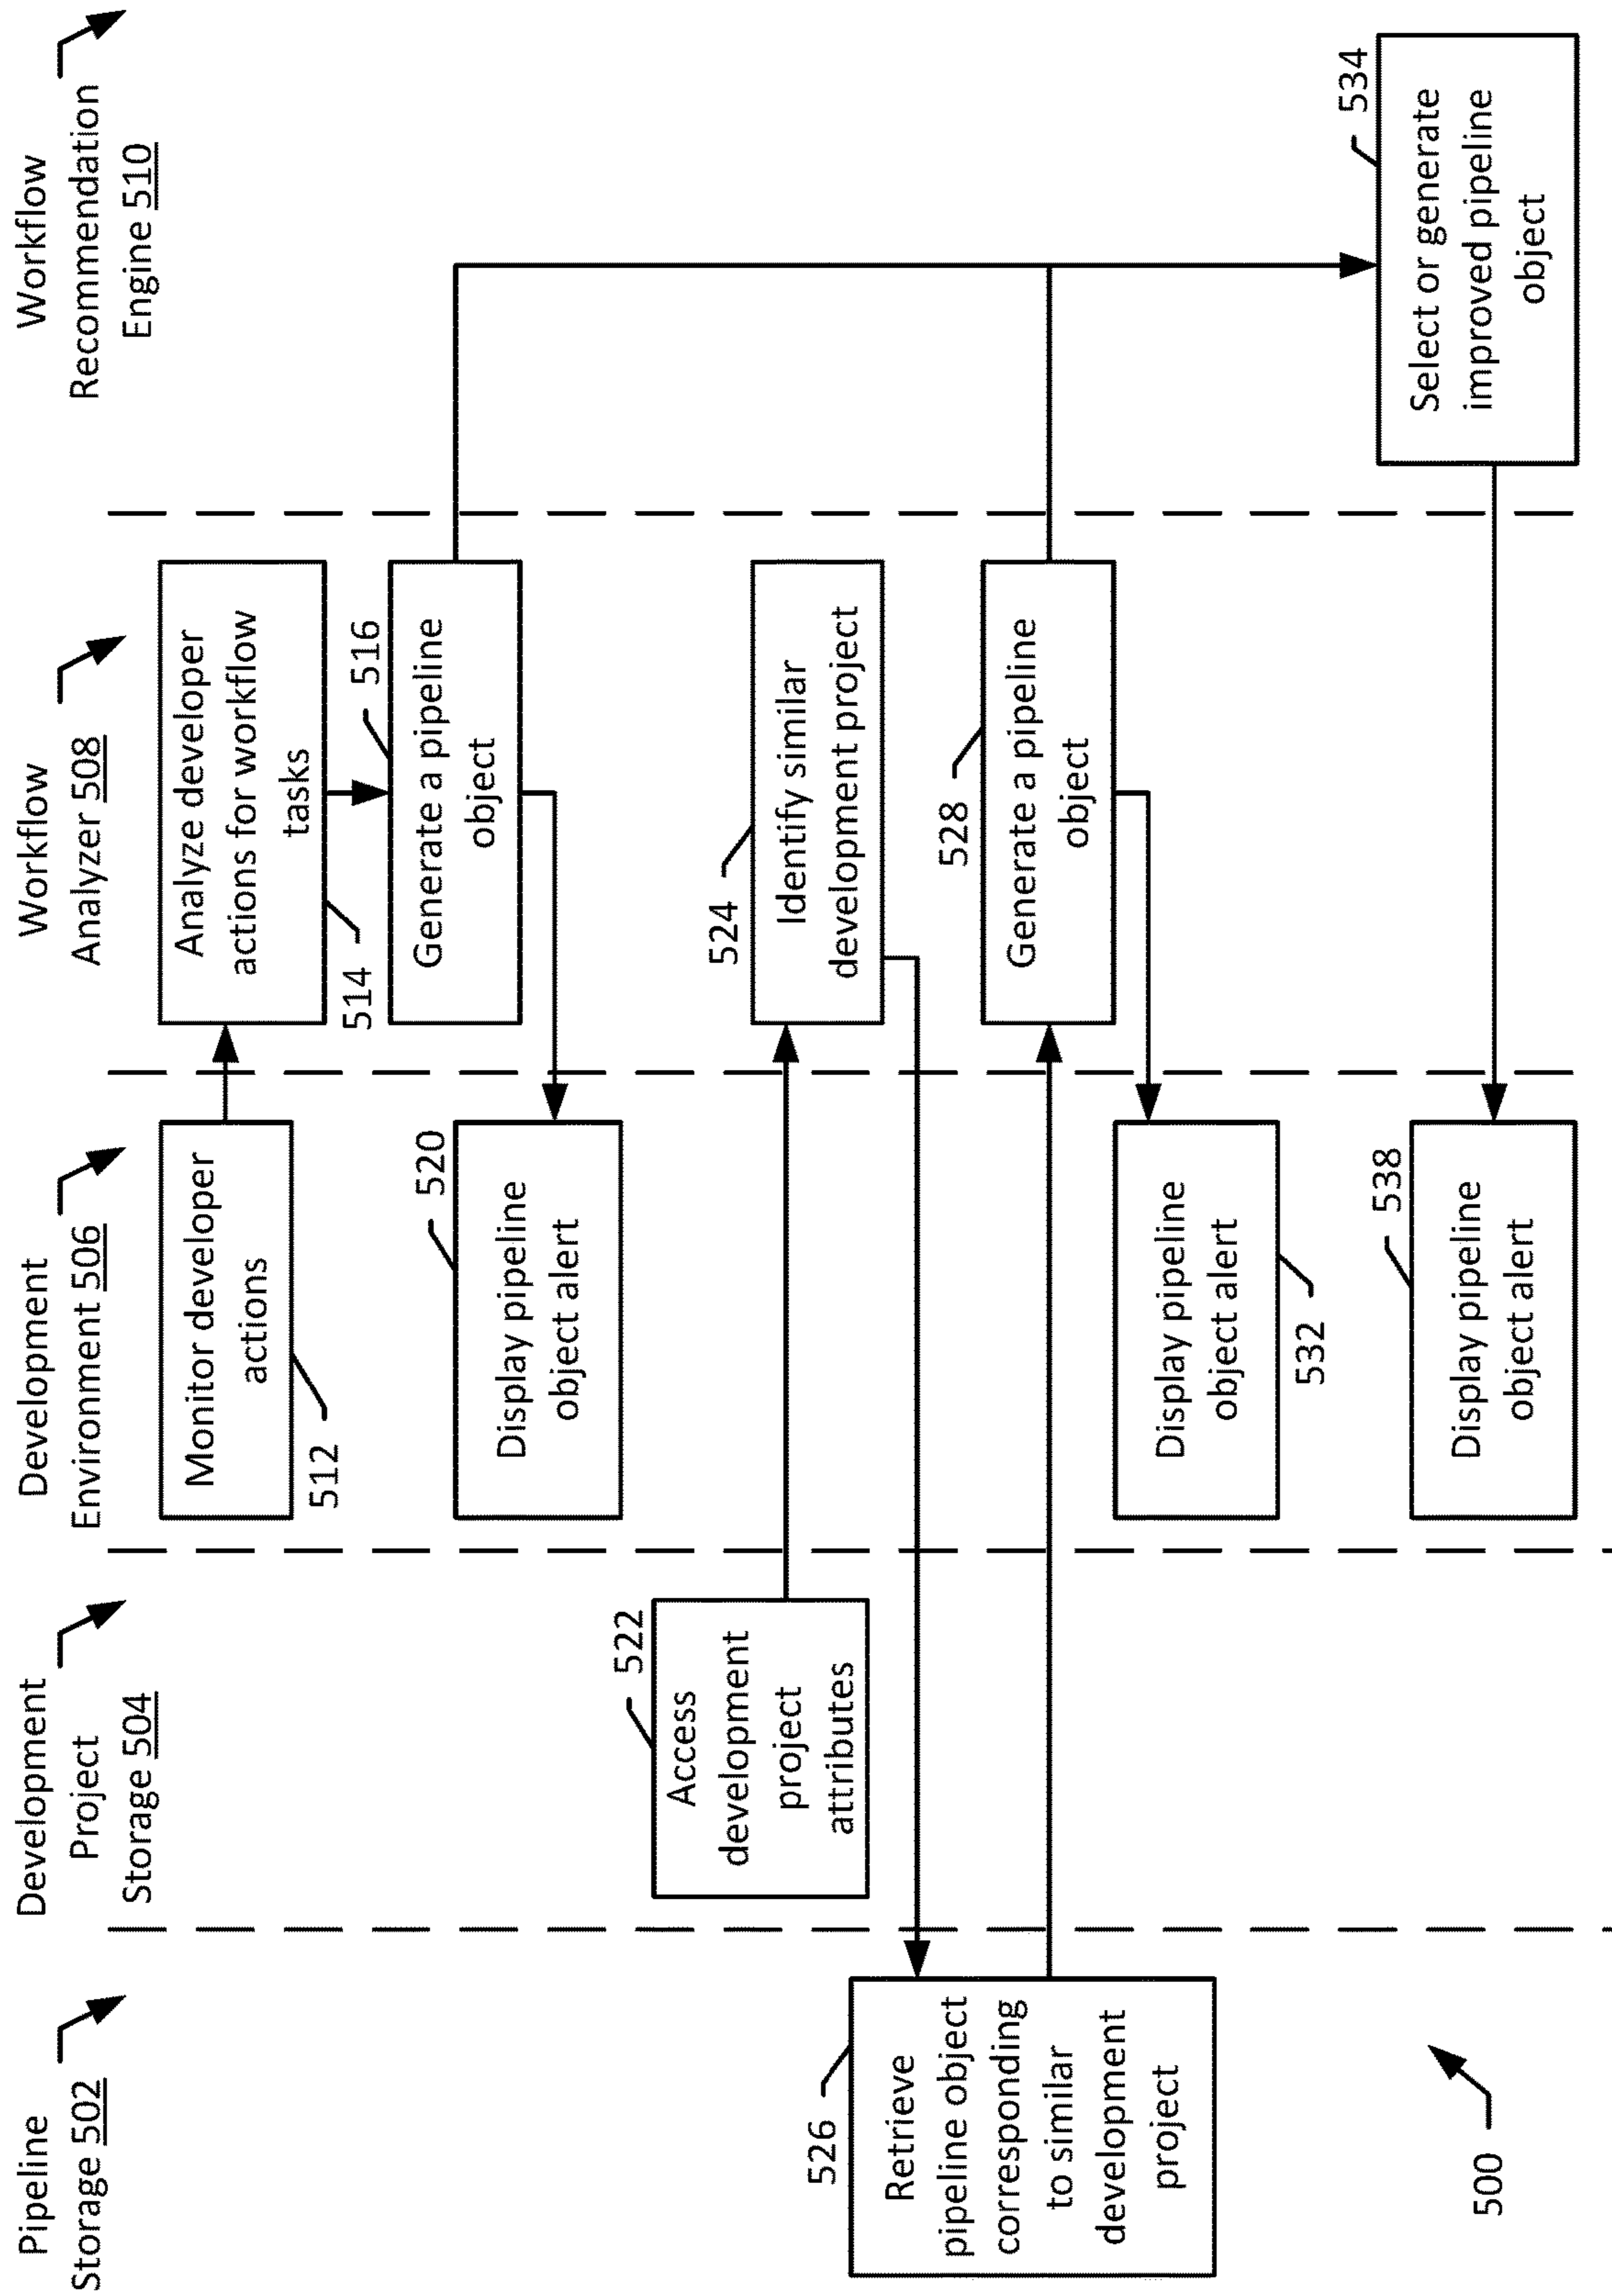 Pipeline
Storage 502
Development
Project
Storage 504
Development
Environment 506
Workflow
Analyzer 508
Workflow
Recommendation
Engine 510
Monitor developer
actions
512
Analyze developer
actions for workflow
tasks
514
516
Generate a pipeline
object
520
Display pipeline
object alert
522
Access
development
project
attributes
524
Identify similar
development project
526
Retrieve
pipeline object
corresponding
to similar
development
project
528
Generate a pipeline
object
Display pipeline
object alert
532
534
Select or generate
improved pipeline
object
538
Display pipeline
object alert
500